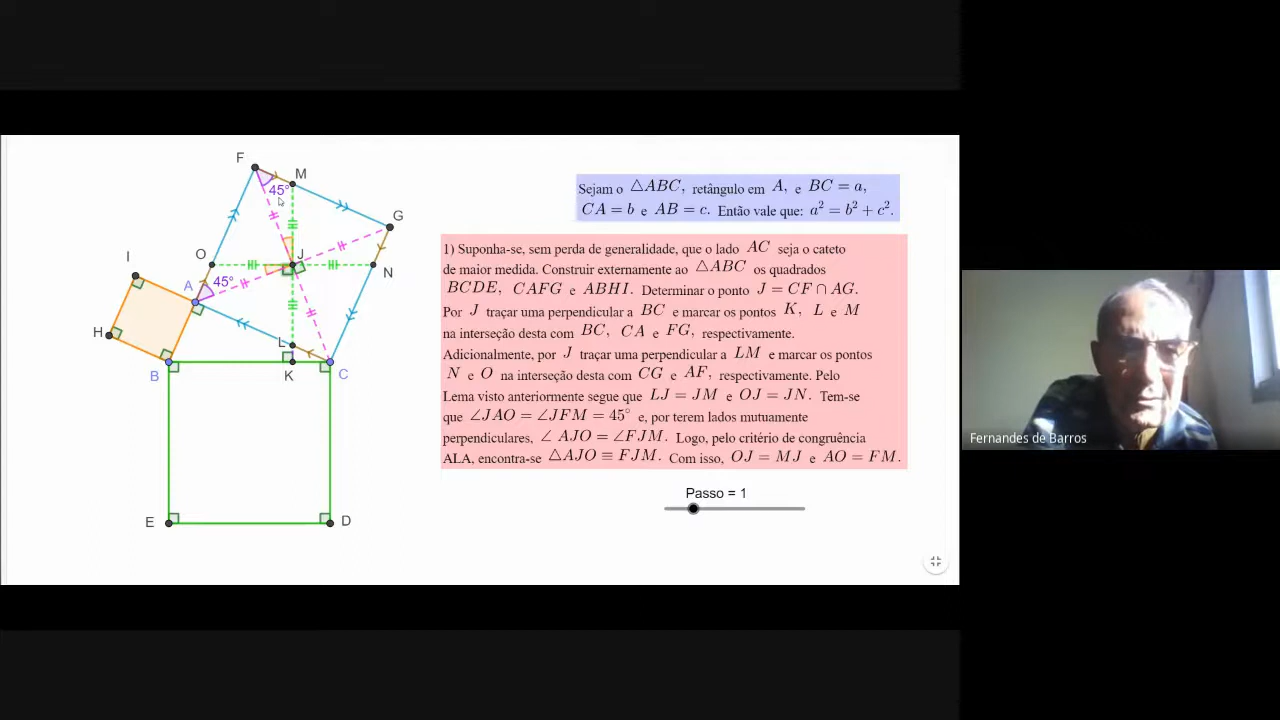 F
M
45°
G
O
J
I
N
A
45°
H
L
B
K
C
E
D
Sejam o △ABC, retângulo em A, e BC = a,
CA = b e AB = c. Então vale que: a² = b² + c².
1) Suponha-se, sem perda de generalidade, que o lado AC seja o cateto
de maior medida. Construir externamente ao △ABC os quadrados
BCDE, CAFG e ABHI. Determinar o ponto J = CF ∩ AG.
Por J traçar uma perpendicular a BC e marcar os pontos K, L e M
na interseção desta com BC, CA e FG, respectivamente.
Adicionalmente, por J traçar uma perpendicular a LM e marcar os pontos
N e O na interseção desta com CG e AF, respectivamente. Pelo
Lema visto anteriormente segue que LJ = JM e OJ = JN. Tem-se
que ∠JAO = ∠JFM = 45° e, por terem lados mutuamente
perpendiculares, ∠ AJO = ∠FJM. Logo, pelo critério de congruência
ALA, encontra-se △AJO ≡ FJM. Com isso, OJ = MJ e AO = FM.
Passo = 1
Fernandes de Barros